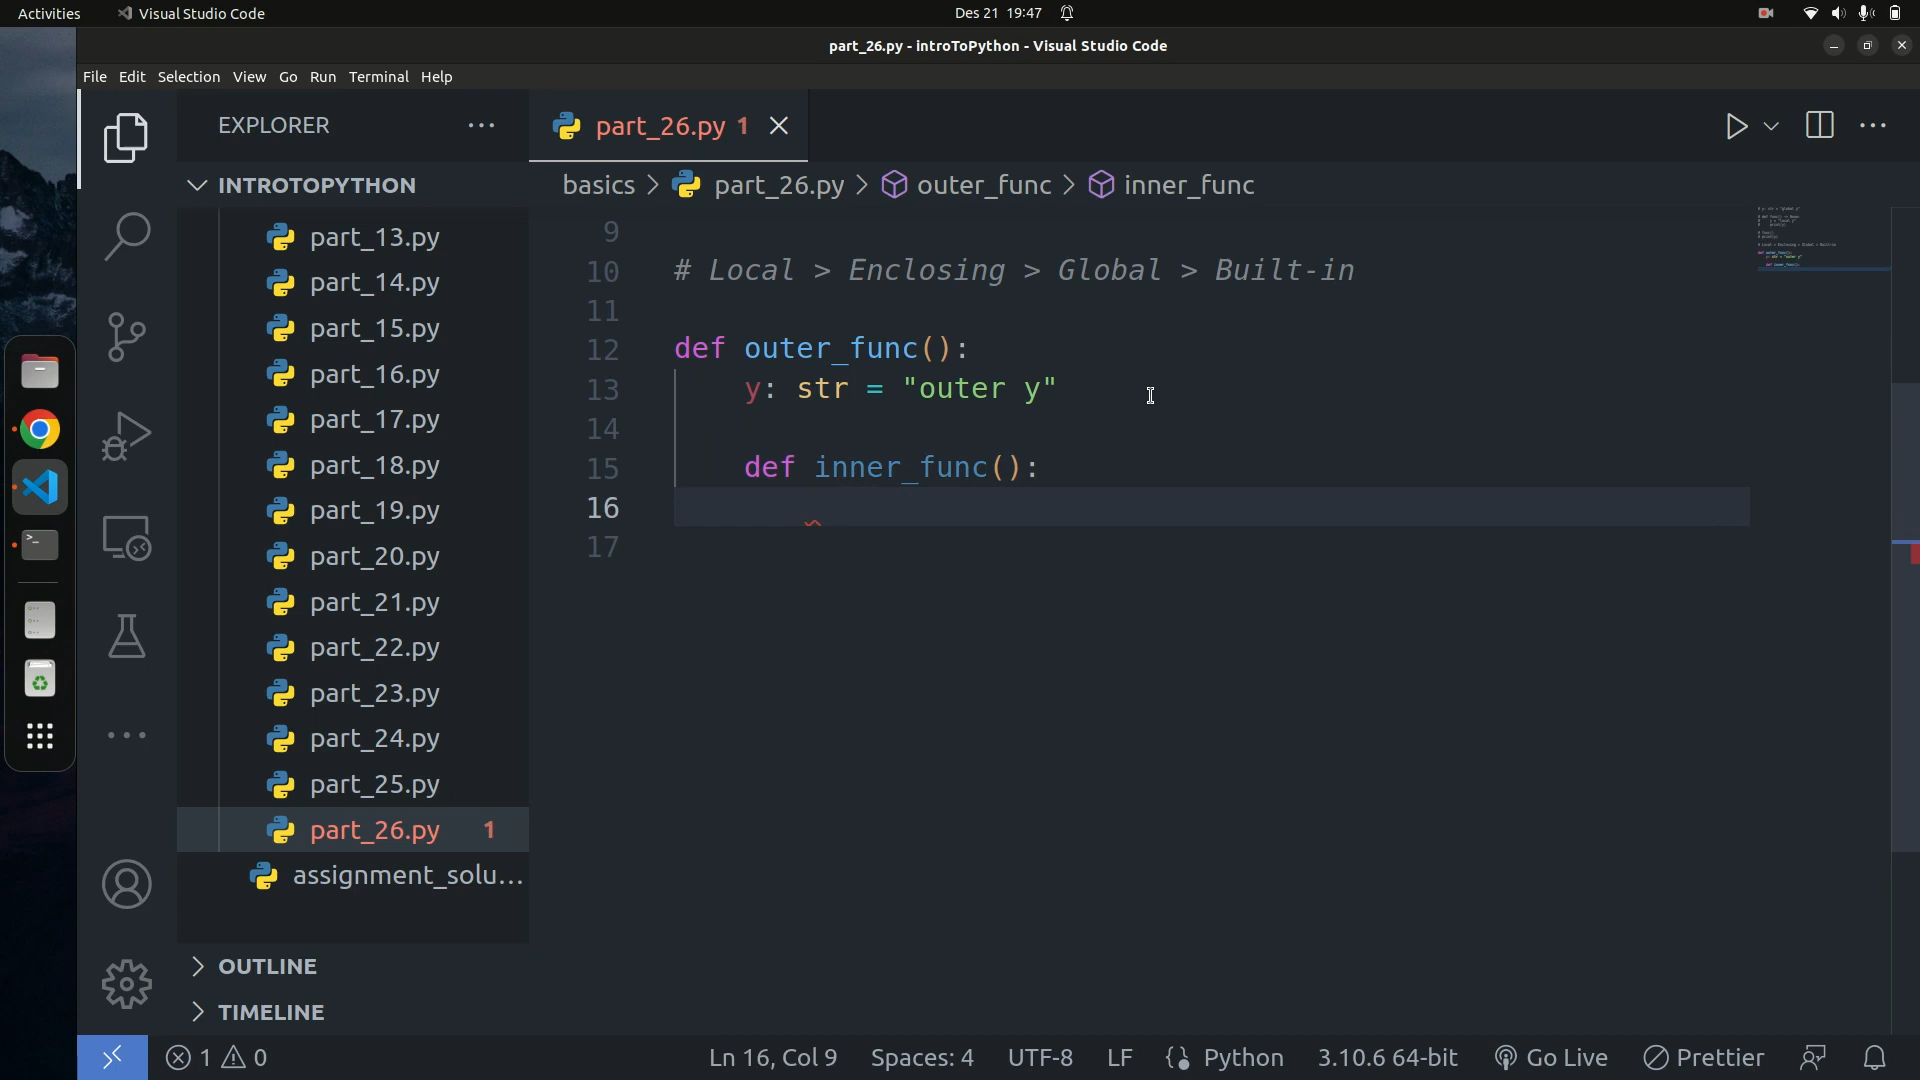 Activities
Visual Studio Code
Des 21 19:47
part_26.py - introToPython - Visual Studio Code
File Edit Selection View Go Run Terminal Help
EXPLORER
part_26.py 1
INTROTOPYTHON
basics > part_26.py > outer_func > inner_func
part_13.py
part_14.py
part_15.py
part_16.py
part_17.py
part_18.py
part_19.py
part_20.py
part_21.py
part_22.py
part_23.py
part_24.py
part_25.py
part_26.py 1
assignment_solu...
OUTLINE
TIMELINE
9
10 # Local > Enclosing > Global > Built-in
11
12 def outer_func():
13     y: str = "outer y"
14
15     def inner_func():
16
17
1 0
Ln 16, Col 9
Spaces: 4
UTF-8
LF
Python
3.10.6 64-bit
Go Live
Prettier